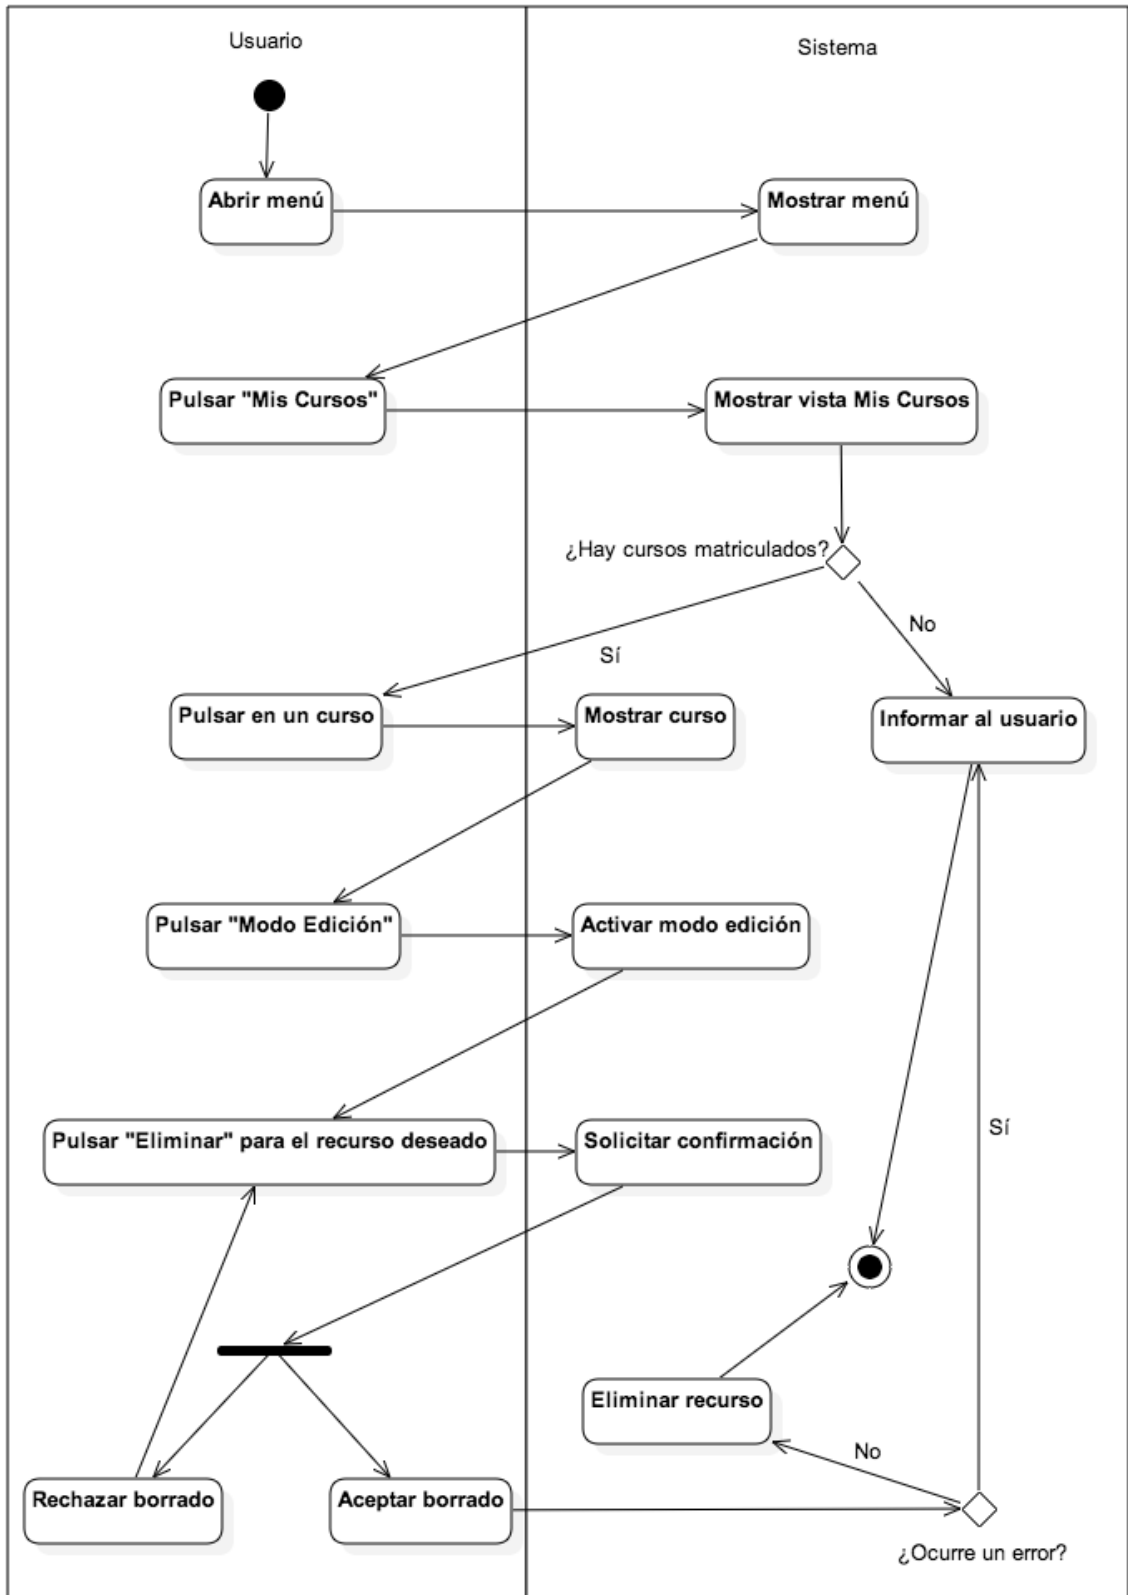 Usuario
Sistema
Abrir menú
Mostrar menú
Pulsar "Mis Cursos"
Mostrar vista Mis Cursos
¿Hay cursos matriculados?
No
Sí
Pulsar en un curso
Mostrar curso
Informar al usuario
Pulsar "Modo Edición"
Activar modo edición
Pulsar "Eliminar" para el recurso deseado
Solicitar confirmación
Sí
Eliminar recurso
No
Rechazar borrado
Aceptar borrado
¿Ocurre un error?